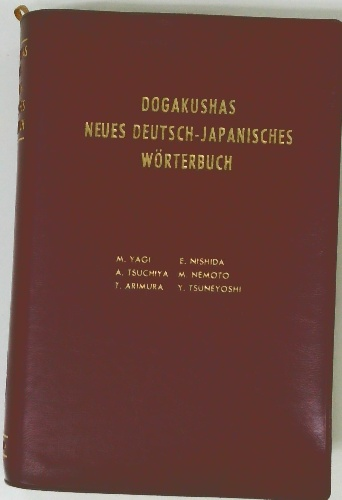 DOGAKUSHAS
NEUES DEUTSCH-JAPANISCHES
WÖRTERBUCH
M. YAGI E. NISHIDA
A. TSUCHIYA M. NEMOTO
T. ARIMURA Y. TSUNEYOSHI